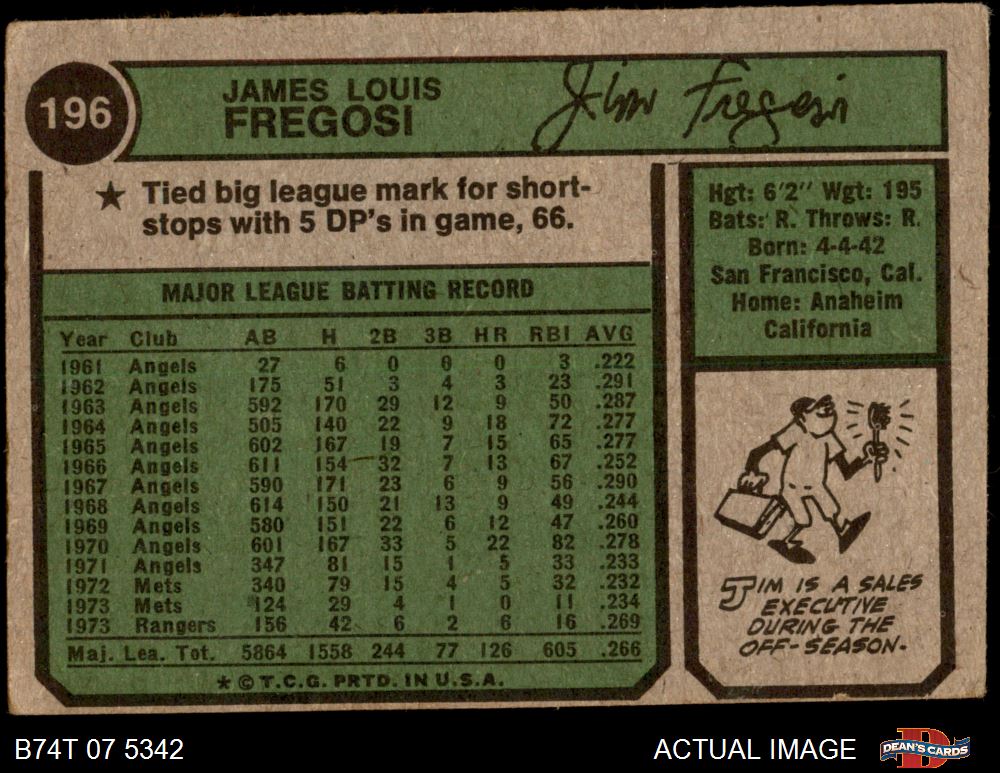 196
JAMES LOUIS
FREGOSI
Jim Fregosi
★ Tied big league mark for short-
stops with 5 DP's in game, 66.
Hgt: 6'2" Wgt: 195
Bats: R. Throws: R.
Born: 4-4-42
San Francisco, Cal.
Home: Anaheim
California
MAJOR LEAGUE BATTING RECORD
Year Club AB H 2B 3B HR RBI AVG
1961 Angels 27 6 0 0 0 3 .222
1962 Angels 175 51 3 4 3 23 .291
1963 Angels 592 170 29 12 9 50 .287
1964 Angels 505 140 22 9 18 72 .277
1965 Angels 602 167 19 7 15 65 .277
1966 Angels 611 154 32 7 13 67 .252
1967 Angels 590 171 23 6 9 56 .290
1968 Angels 614 150 21 13 9 49 .244
1969 Angels 580 151 22 6 12 47 .260
1970 Angels 601 167 33 5 22 82 .278
1971 Angels 347 81 15 1 5 33 .233
1972 Mets 340 79 15 4 5 32 .232
1973 Mets 124 29 4 1 0 11 .234
1973 Rangers 156 42 6 2 6 16 .269
Maj. Lea. Tot. 5864 1558 244 77 126 605 .266
* © T.C.G. PRTD. IN U.S.A.
JIM IS A SALES
EXECUTIVE
DURING THE
OFF-SEASON.
B74T 07 5342
ACTUAL IMAGE
DEAN'S CARDS